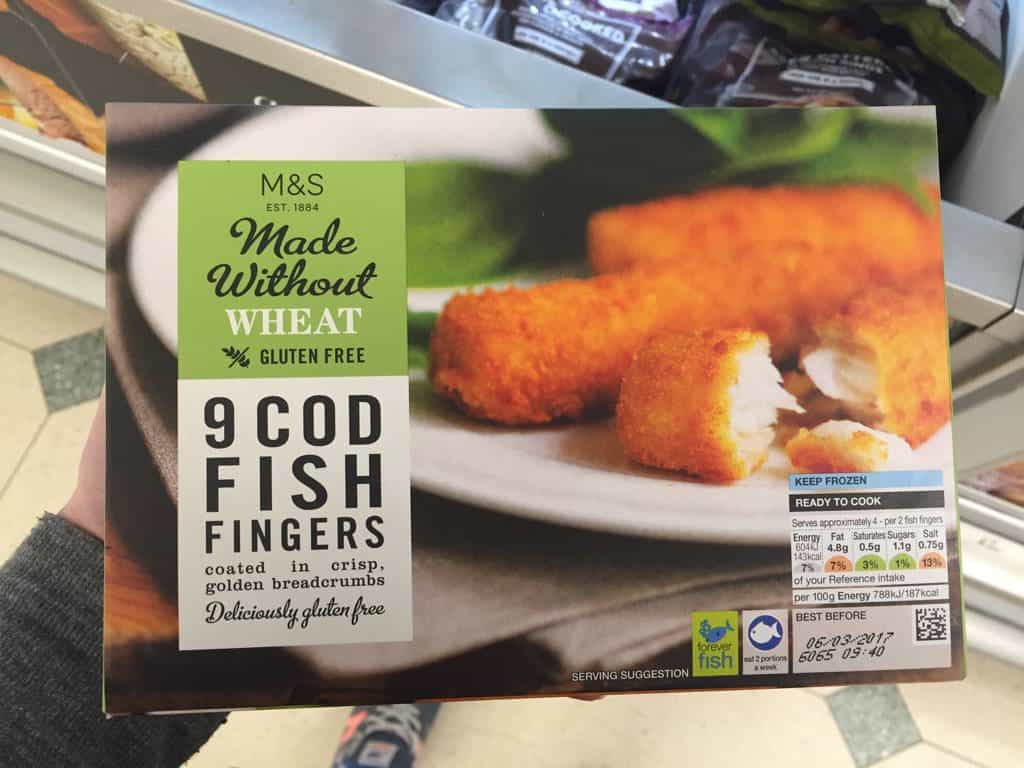 COOKED
M&S
EST. 1884
Made
Without
WHEAT
GLUTEN FREE
9 COD
FISH
FINGERS
coated in crisp,
golden breadcrumbs
Deliciously gluten free
KEEP FROZEN
READY TO COOK
Serves approximately 4 - per 2 fish fingers
Energy Fat Saturates Sugars Salt
604kJ 4.8g 0.5g 1.1g 0.75g
143kcal
7% 7% 3% 1% 13%
of your Reference intake
per 100g Energy 788kJ/187kcal
BEST BEFORE
06/03/2017
6065 09:40
forever
fish
eat 2 portions
a week
SERVING SUGGESTION